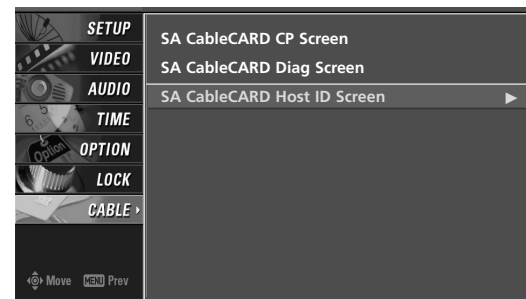 SETUP
VIDEO
AUDIO
TIME
OPTION
LOCK
CABLE
Move MENU Prev
SA CableCARD CP Screen
SA CableCARD Diag Screen
SA CableCARD Host ID Screen